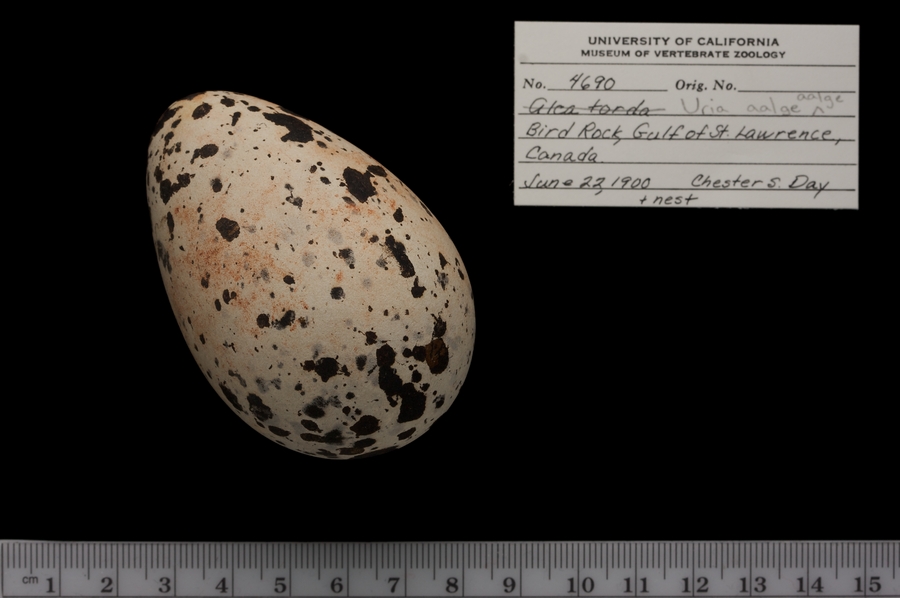 UNIVERSITY OF CALIFORNIA
MUSEUM OF VERTEBRATE ZOOLOGY
No. 4690 Orig. No.
Alca torda Uria aalge aalge
Bird Rock, Gulf of St. Lawrence,
Canada
June 22, 1900 Chester S. Day
+ nest
cm 1 2 3 4 5 6 7 8 9 10 11 12 13 14 15